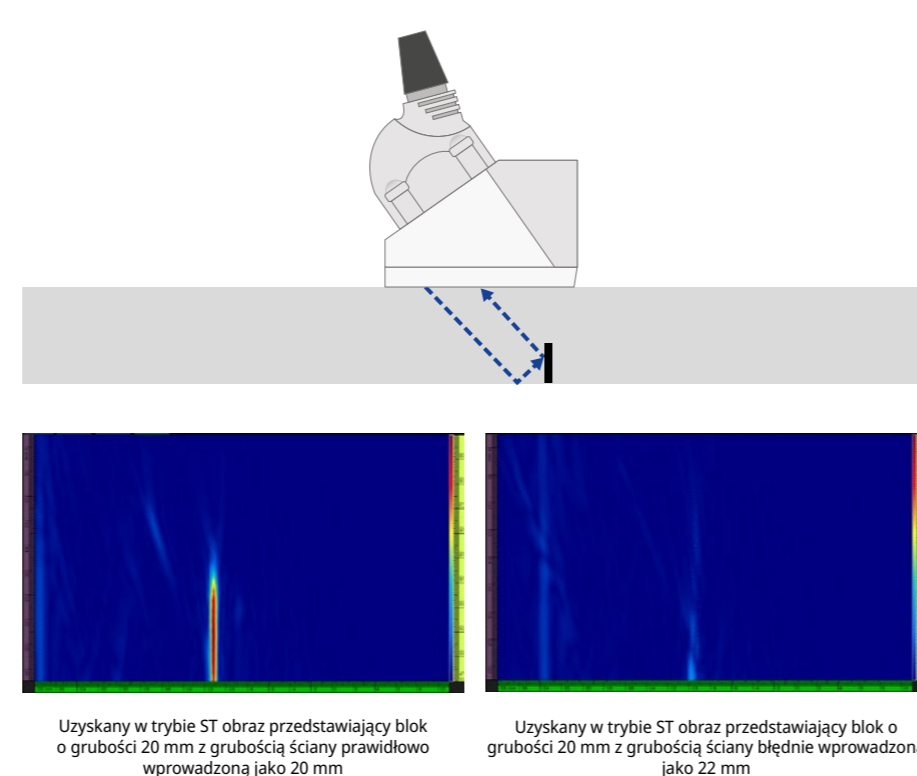 Uzyskany w trybie ST obraz przedstawiający blok
o grubości 20 mm z grubością ściany prawidłowo
wprowadzoną jako 20 mm
Uzyskany w trybie ST obraz przedstawiający blok o
grubości 20 mm z grubością ściany błędnie wprowadzoną
jako 22 mm